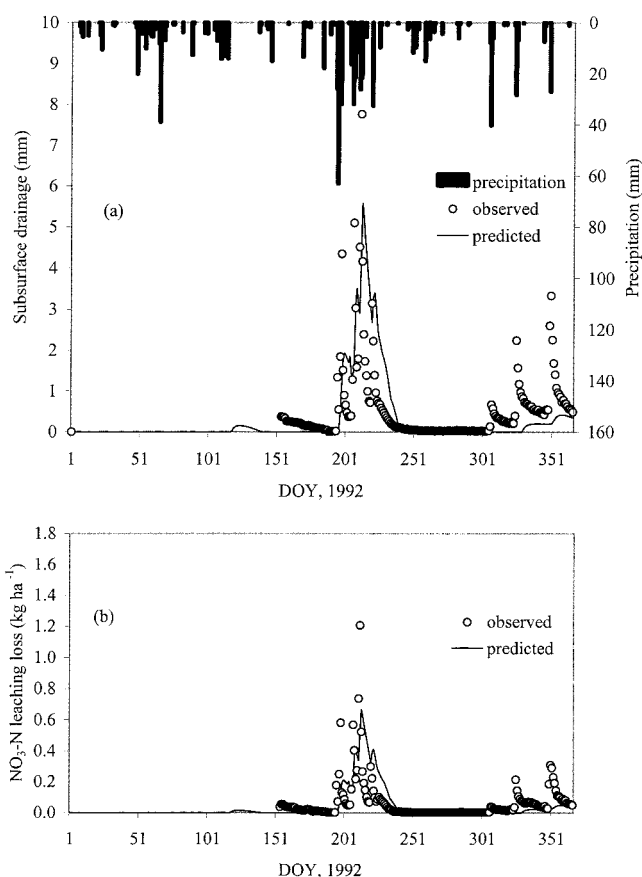 10
9
8
7
6
5
4
3
2
1
0
Subsurface drainage (mm)
(a)
precipitation
observed
predicted
0
20
40
60
80
100
120
140
160
Precipitation (mm)
1 51 101 151 201 251 301 351
DOY, 1992
1.8
1.6
1.4
1.2
1.0
0.8
0.6
0.4
0.2
0.0
NO3-N leaching loss (kg ha-1)
(b)
observed
predicted
1 51 101 151 201 251 301 351
DOY, 1992